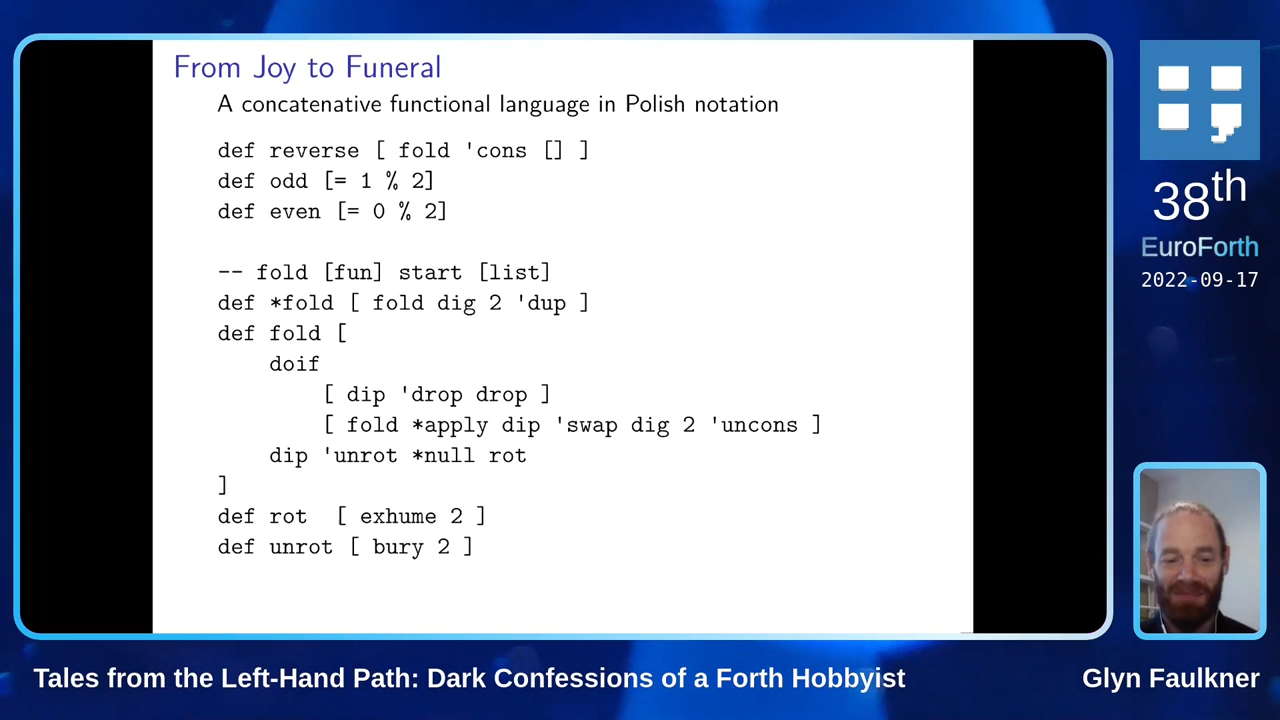 From Joy to Funeral
A concatenative functional language in Polish notation
def reverse [ fold 'cons [] ]
def odd [= 1 % 2]
def even [= 0 % 2]
-- fold [fun] start [list]
def *fold [ fold dig 2 'dup ]
def fold [
doif
[ dip 'drop drop ]
[ fold *apply dip 'swap dig 2 'uncons ]
dip 'unrot *null rot
]
def rot [ exhume 2 ]
def unrot [ bury 2 ]
38th
EuroForth
2022-09-17
Tales from the Left-Hand Path: Dark Confessions of a Forth Hobbyist
Glyn Faulkner